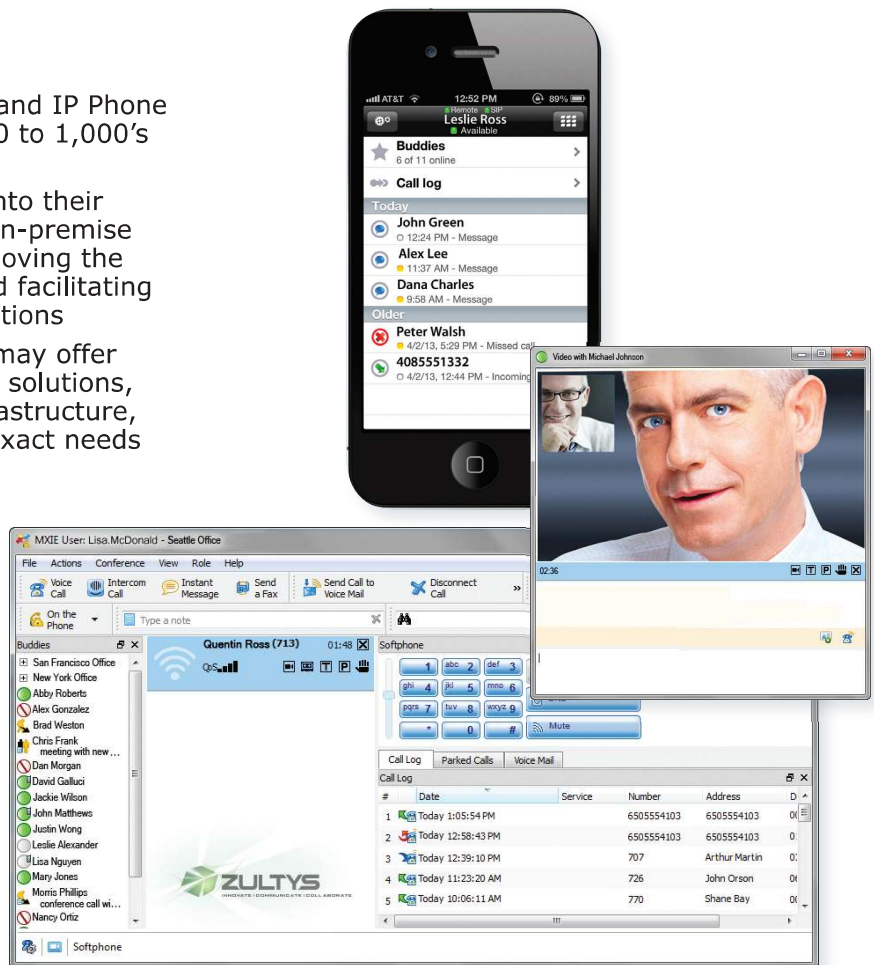 and IP Phone
0 to 1,000's
nto their
n-premise
oving the
d facilitating
tions
may offer
solutions,
astructure,
exact needs
AT&T 12:52 PM 89%
Remote SIP
Leslie Ross
Available
Buddies
6 of 11 online
Call log
Today
John Green
12:24 PM - Message
Alex Lee
11:37 AM - Message
Dana Charles
9:58 AM - Message
Older
Peter Walsh
4/2/13, 5:29 PM - Missed call
4085551332
4/2/13, 12:44 PM - Incoming
Video with Michael Johnson
02:36
T P
MXIE User: Lisa.McDonald - Seattle Office
File Actions Conference View Role Help
Voice Call Intercom Call Instant Message Send a Fax Send Call to Voice Mail Disconnect Call »
On the Phone Type a note
Buddies
San Francisco Office
New York Office
Abby Roberts
Alex Gonzalez
Brad Weston
Chris Frank
meeting with new ...
Dan Morgan
David Galluci
Jackie Wilson
John Matthews
Justin Wong
Leslie Alexander
Lisa Nguyen
Mary Jones
Morris Phillips
conference call wi...
Nancy Ortiz
Quentin Ross (713) 01:48
QoS T P
ZULTYS
INNOVATE | COMMUNICATE | COLLABORATE
Softphone
1 abc 2 def 3
ghi 4 jkl 5 mno 6
pqrs 7 tuv 8 wxyz 9
* 0 #
Mute
Call Log Parked Calls Voice Mail
Call Log
# Date Service Number Address D
1 Today 1:05:54 PM 6505554103 6505554103
2 Today 12:58:43 PM 6505554103 6505554103
3 Today 12:39:10 PM 707 Arthur Martin
4 Today 11:23:20 AM 726 John Orson
5 Today 10:06:11 AM 770 Shane Bay
Softphone